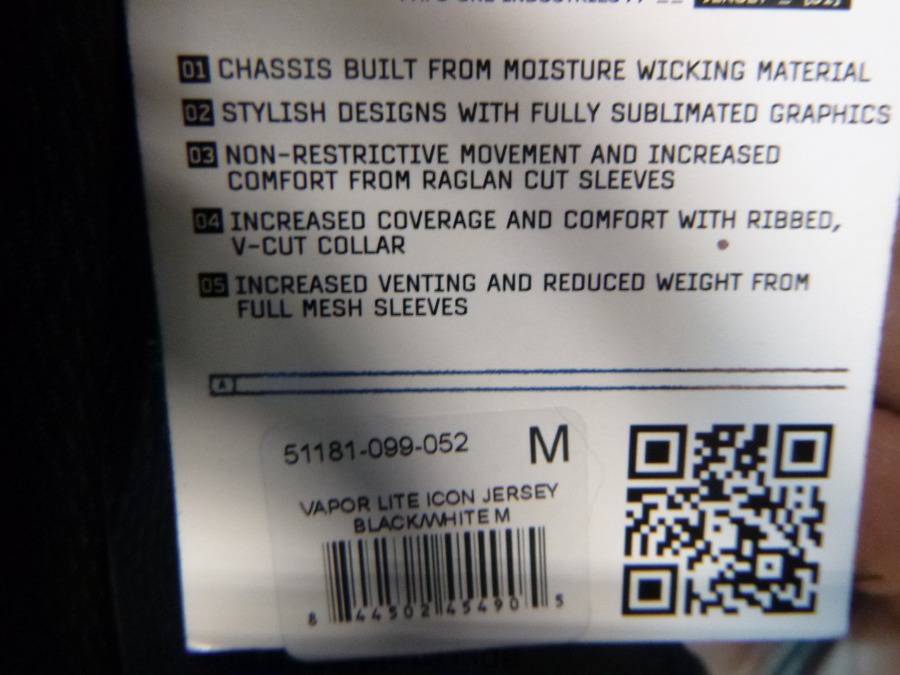 01 CHASSIS BUILT FROM MOISTURE WICKING MATERIAL
02 STYLISH DESIGNS WITH FULLY SUBLIMATED GRAPHICS
03 NON-RESTRICTIVE MOVEMENT AND INCREASED
COMFORT FROM RAGLAN CUT SLEEVES
04 INCREASED COVERAGE AND COMFORT WITH RIBBED,
V-CUT COLLAR
05 INCREASED VENTING AND REDUCED WEIGHT FROM
FULL MESH SLEEVES
A
51181-099-052 M
VAPOR LITE ICON JERSEY
BLACK/WHITE M
8 44502 45490 5